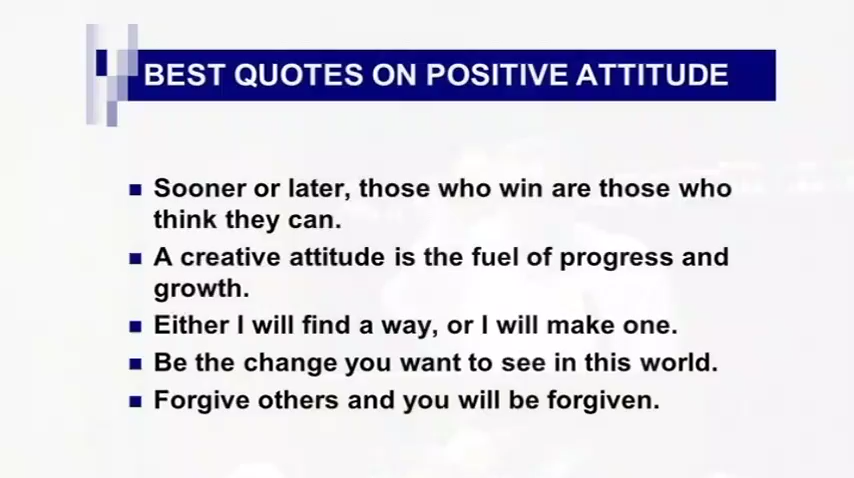 BEST QUOTES ON POSITIVE ATTITUDE
Sooner or later, those who win are those who
think they can.
A creative attitude is the fuel of progress and
growth.
Either I will find a way, or I will make one.
Be the change you want to see in this world.
Forgive others and you will be forgiven.